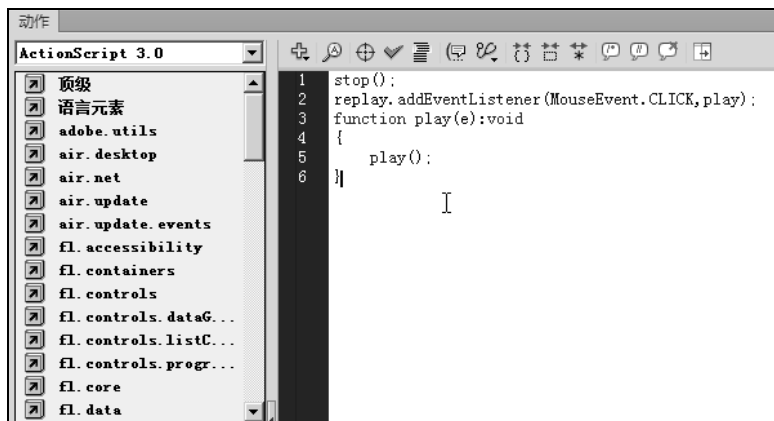 动作
ActionScript 3.0
顶级
语言元素
adobe.utils
air.desktop
air.net
air.update
air.update.events
fl.accessibility
fl.containers
fl.controls
fl.controls.dataG...
fl.controls.listC...
fl.controls.progr...
fl.core
fl.data
1 stop();
2 replay.addEventListener(MouseEvent.CLICK,play);
3 function play(e):void
4 {
5 play();
6 }